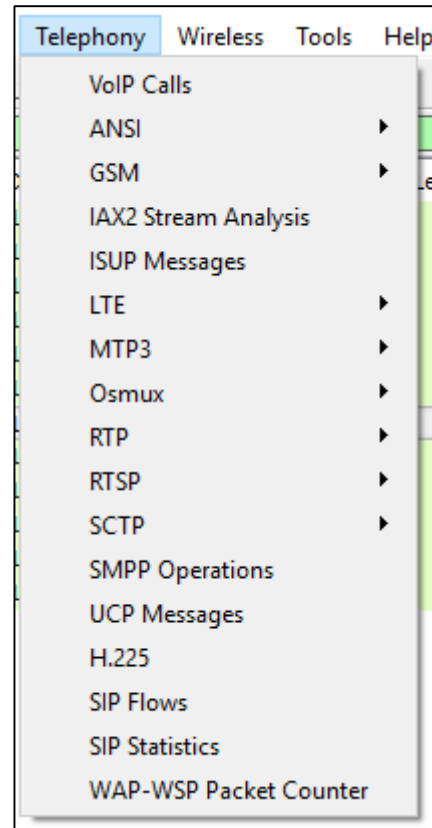 Telephony Wireless Tools Help
VoIP Calls
ANSI
GSM
IAX2 Stream Analysis
ISUP Messages
LTE
MTP3
Osmux
RTP
RTSP
SCTP
SMPP Operations
UCP Messages
H.225
SIP Flows
SIP Statistics
WAP-WSP Packet Counter